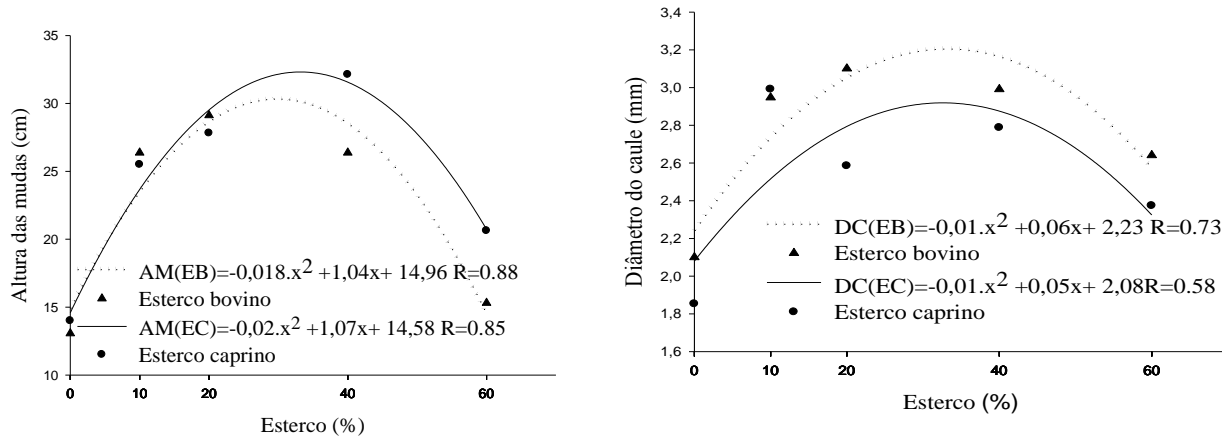 35
30
25
20
15
10
Altura das mudas (cm)
AM(EB)=-0,018.x² +1,04x+ 14,96 R=0.88
Esterco bovino
AM(EC)=-0,02.x² +1,07x+ 14,58 R=0.85
Esterco caprino
0 10 20 40 60
Esterco (%)
3,4
3,2
3,0
2,8
2,6
2,4
2,2
2,0
1,8
1,6
Diâmetro do caule (mm)
DC(EB)=-0,01.x² +0,06x+ 2,23 R=0.73
Esterco bovino
DC(EC)=-0,01.x² +0,05x+ 2,08R=0.58
Esterco caprino
0 10 20 40 60
Esterco (%)